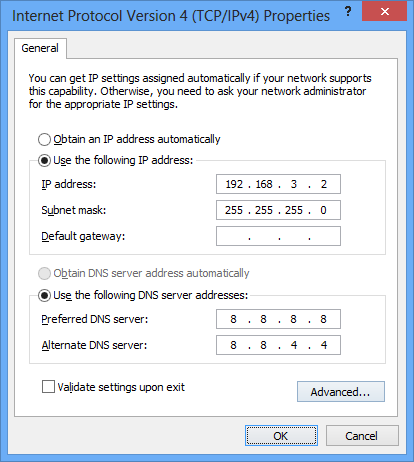 Internet Protocol Version 4 (TCP/IPv4) Properties ?
General
You can get IP settings assigned automatically if your network supports
this capability. Otherwise, you need to ask your network administrator
for the appropriate IP settings.
Obtain an IP address automatically
Use the following IP address:
IP address: 192 . 168 . 3 . 2
Subnet mask: 255 . 255 . 255 . 0
Default gateway: . . .
Obtain DNS server address automatically
Use the following DNS server addresses:
Preferred DNS server: 8 . 8 . 8 . 8
Alternate DNS server: 8 . 8 . 4 . 4
Validate settings upon exit
Advanced...
OK Cancel